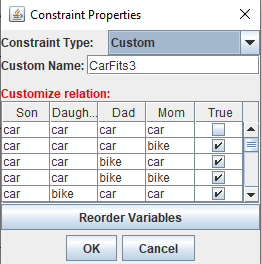 Constraint Properties
Constraint Type: Custom
Custom Name: CarFits3
Customize relation:
Son Daugh... Dad Mom True
car car car car
car car car bike
car car bike car
car car bike bike
car bike car car
Reorder Variables
OK Cancel